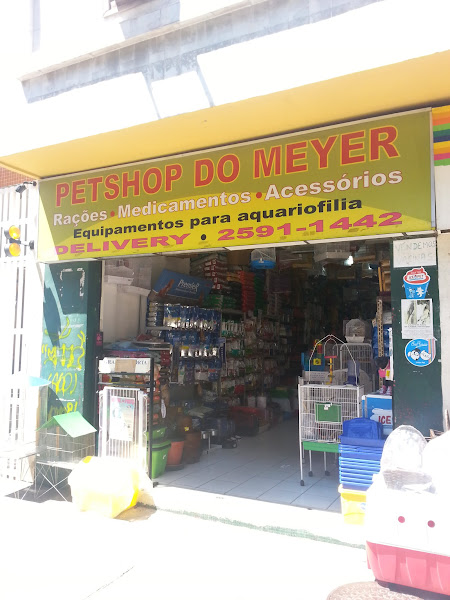 PETSHOP DO MEYER
Rações • Medicamentos • Acessórios
Equipamentos para aquariofilia
DELIVERY • 2591-1442